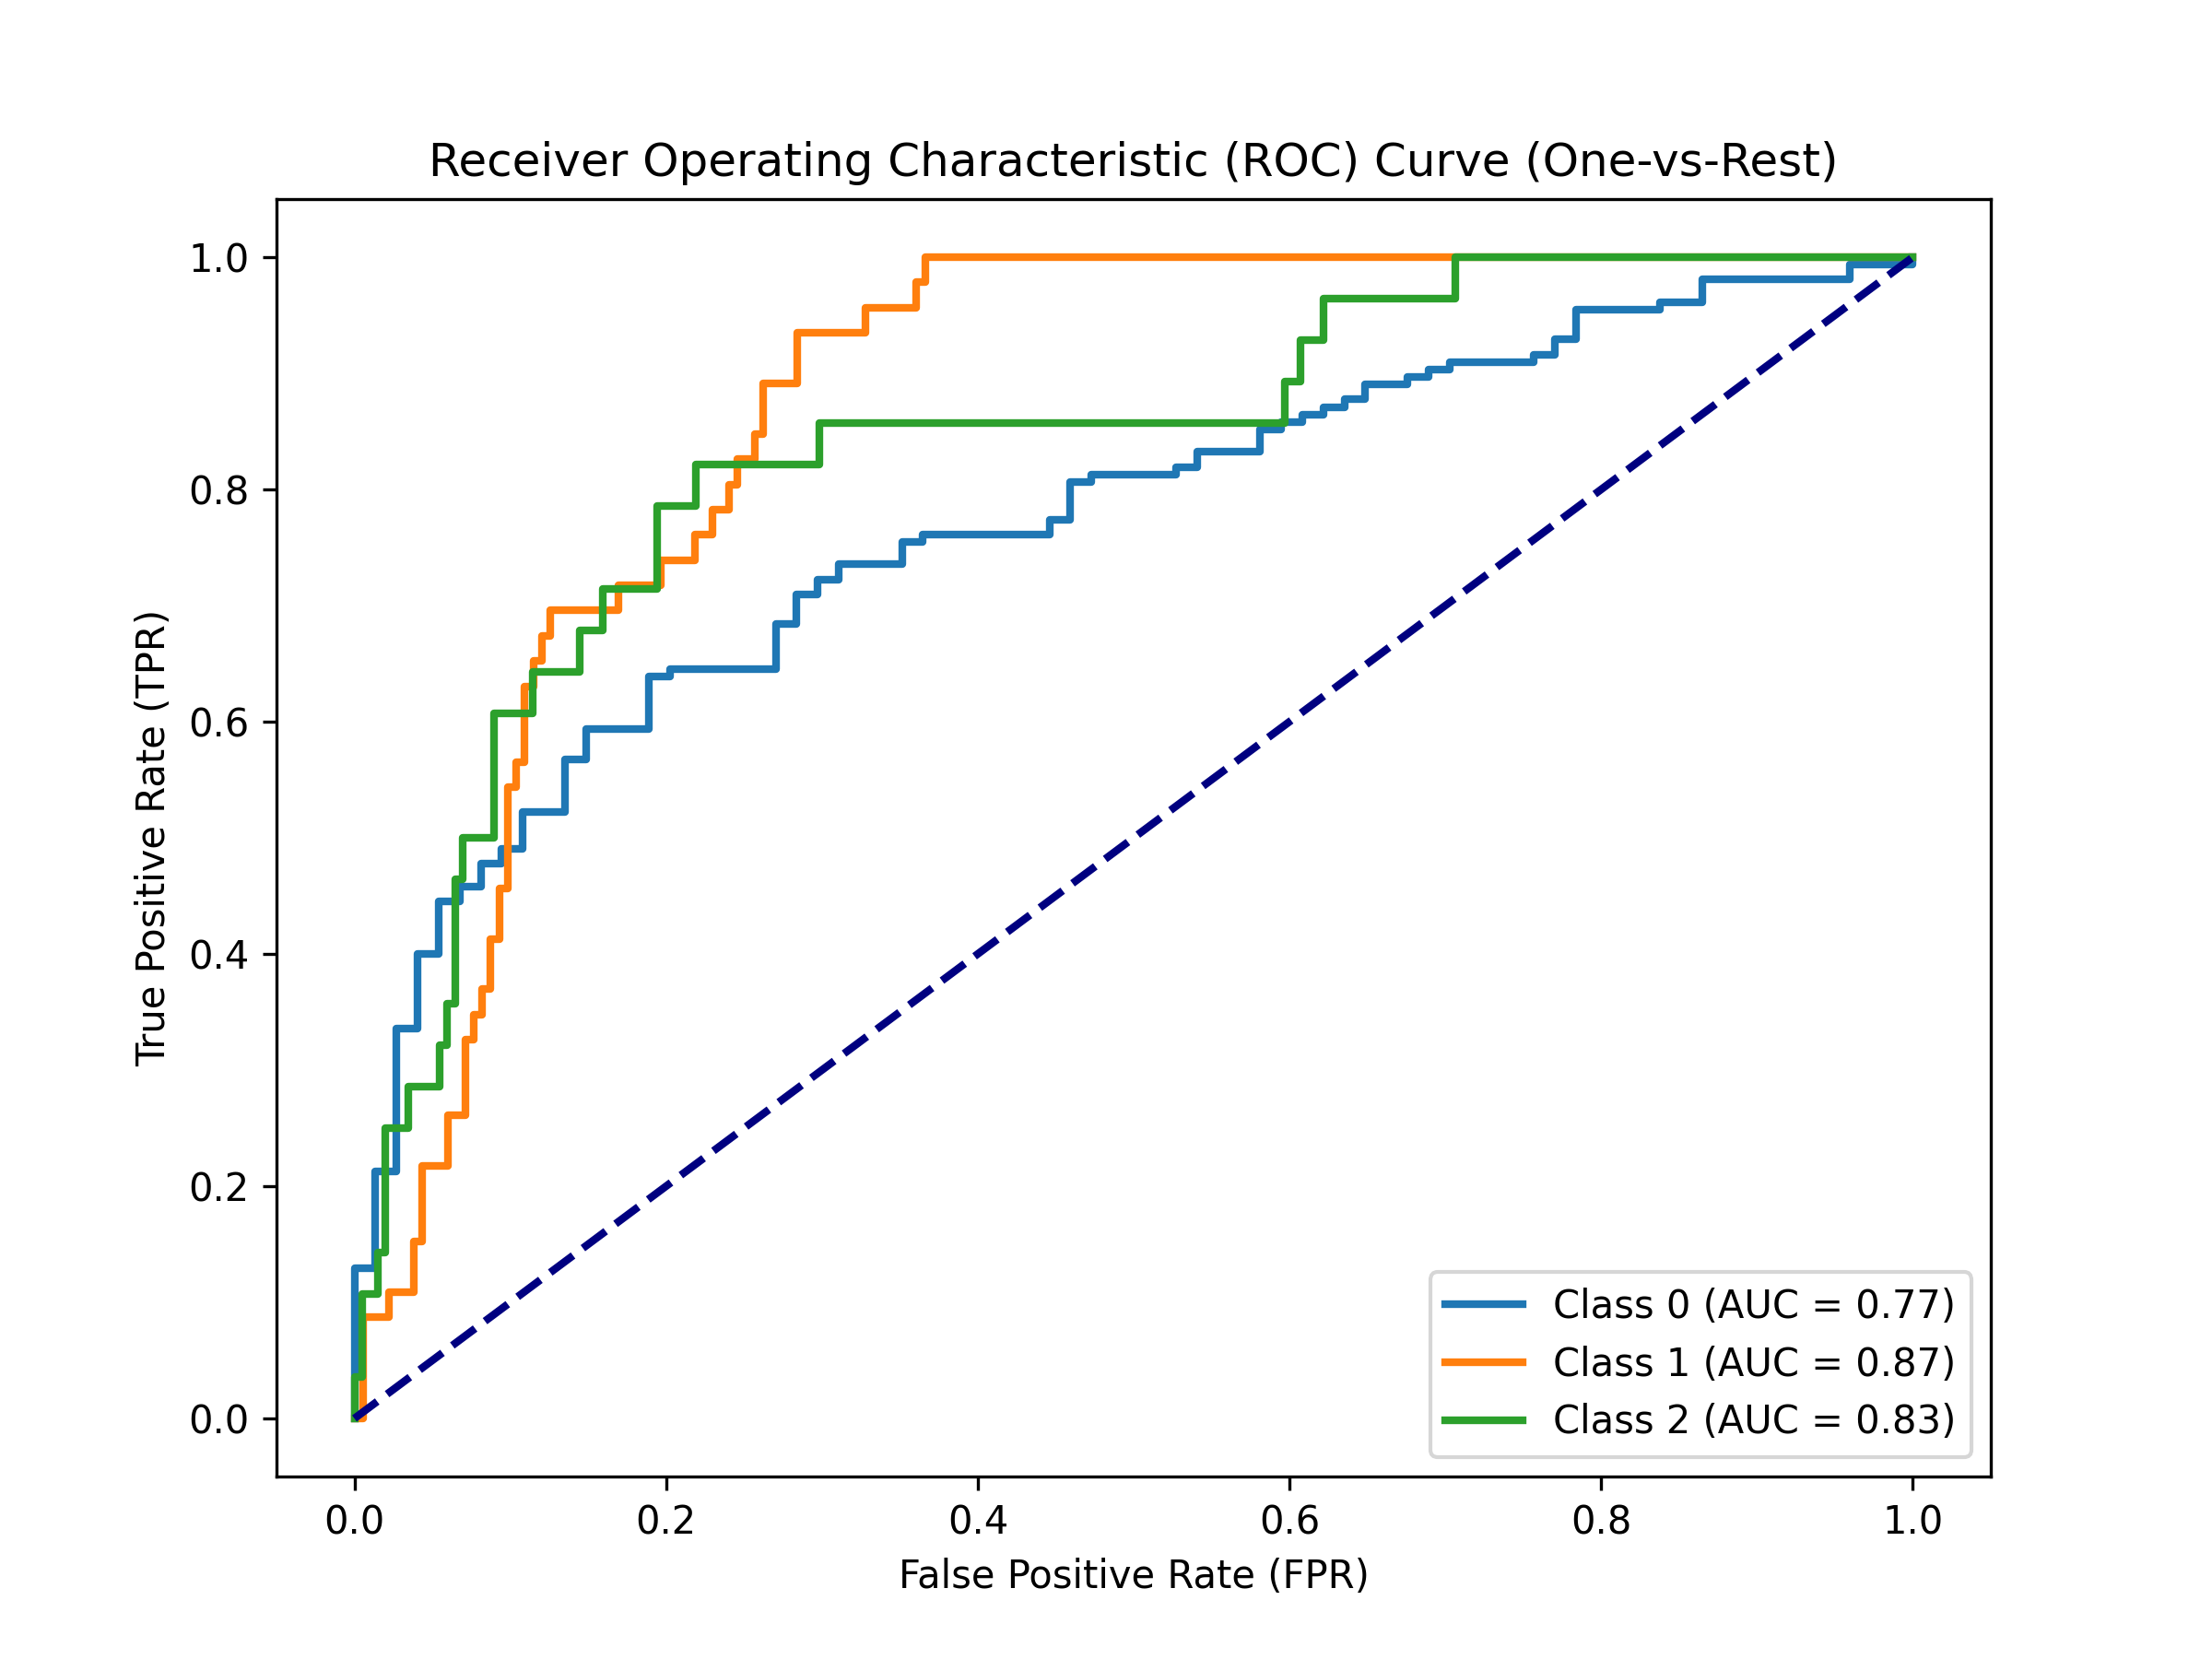 Receiver Operating Characteristic (ROC) Curve (One-vs-Rest)
True Positive Rate (TPR)
1.0
0.8
0.6
0.4
0.2
0.0
Class 0 (AUC = 0.77)
Class 1 (AUC = 0.87)
Class 2 (AUC = 0.83)
0.0 0.2 0.4 0.6 0.8 1.0
False Positive Rate (FPR)